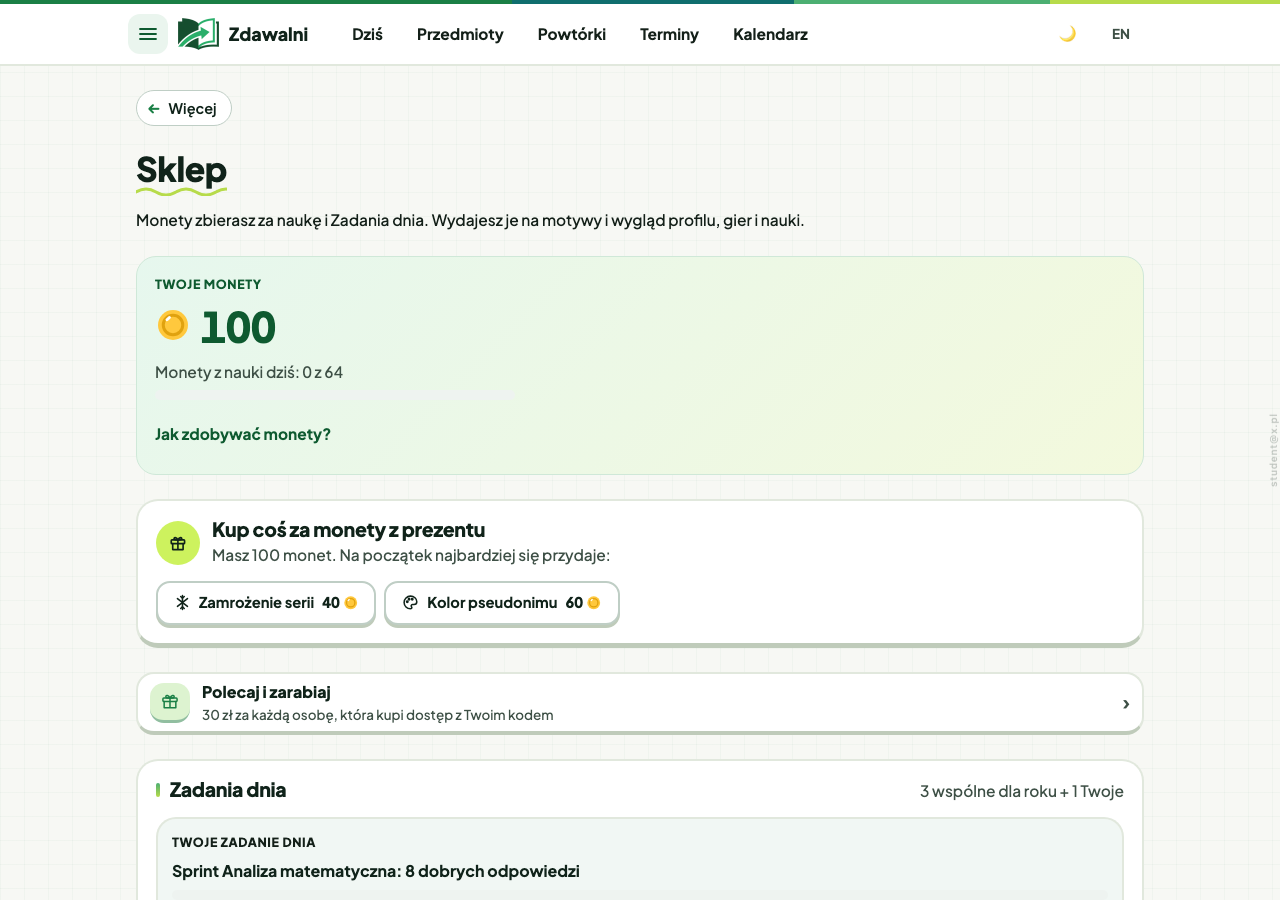 Zdawalni
Dziś
Przedmioty
Powtórki
Terminy
Kalendarz
EN
← Więcej
Sklep
Monety zbierasz za naukę i Zadania dnia. Wydajesz je na motywy i wygląd profilu, gier i nauki.
TWOJE MONETY
100
Monety z nauki dziś: 0 z 64
Jak zdobywać monety?
Kup coś za monety z prezentu
Masz 100 monet. Na początek najbardziej się przydaje:
Zamrożenie serii 40
Kolor pseudonimu 60
Polecaj i zarabiaj
30 zł za każdą osobę, która kupi dostęp z Twoim kodem
›
Zadania dnia
3 wspólne dla roku + 1 Twoje
TWOJE ZADANIE DNIA
Sprint Analiza matematyczna: 8 dobrych odpowiedzi
student@x.pl